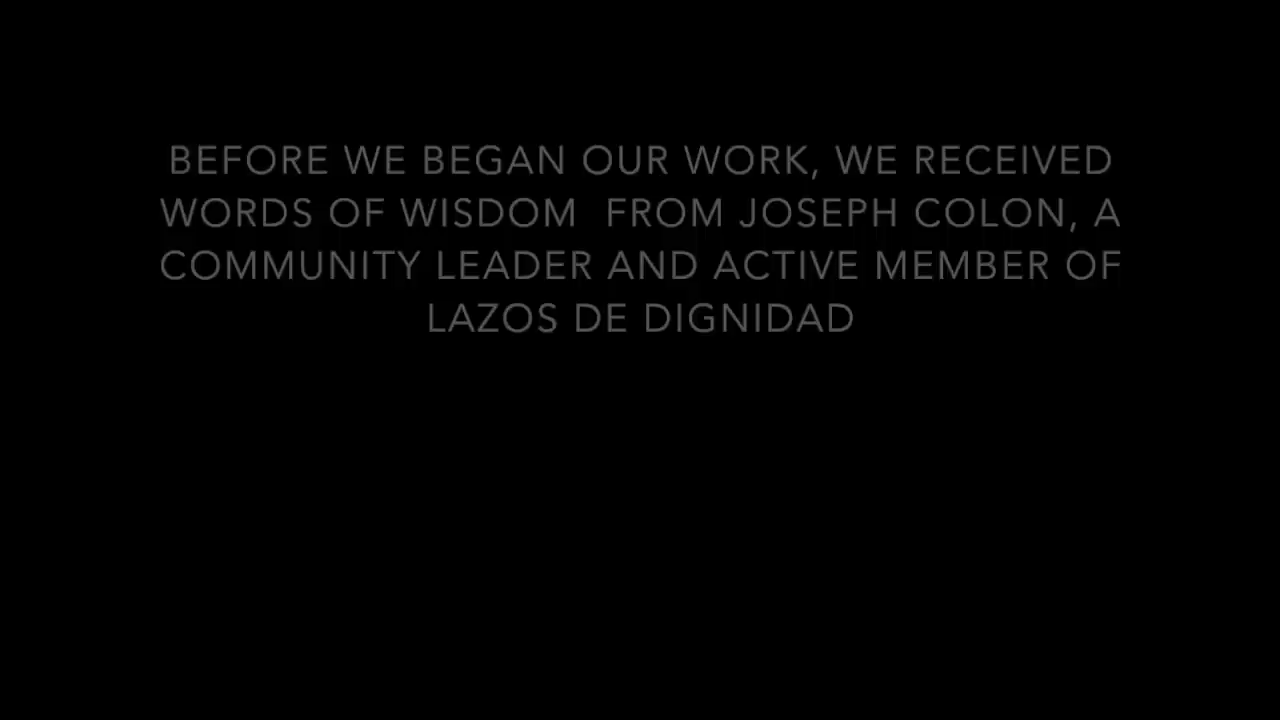 BEFORE WE BEGAN OUR WORK, WE RECEIVED
WORDS OF WISDOM  FROM JOSEPH COLON, A
COMMUNITY LEADER AND ACTIVE MEMBER OF
LAZOS DE DIGNIDAD